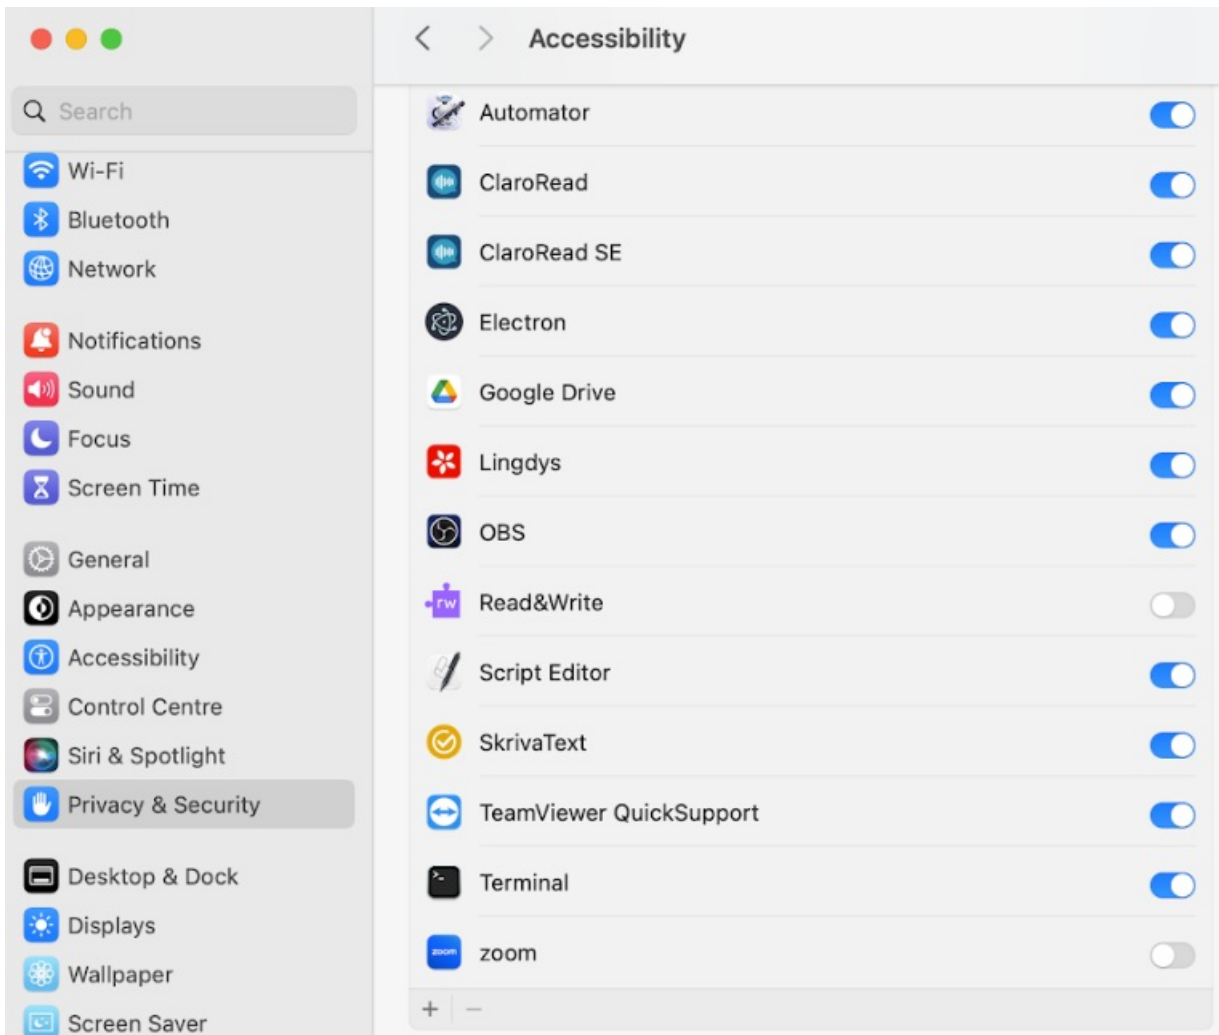 Accessibility
Search
Wi-Fi
Bluetooth
Network
Notifications
Sound
Focus
Screen Time
General
Appearance
Accessibility
Control Centre
Siri & Spotlight
Privacy & Security
Desktop & Dock
Displays
Wallpaper
Screen Saver
Automator
ClaroRead
ClaroRead SE
Electron
Google Drive
Lingdys
OBS
rw
Read&Write
Script Editor
SkrivaText
TeamViewer QuickSupport
Terminal
zoom
zoom